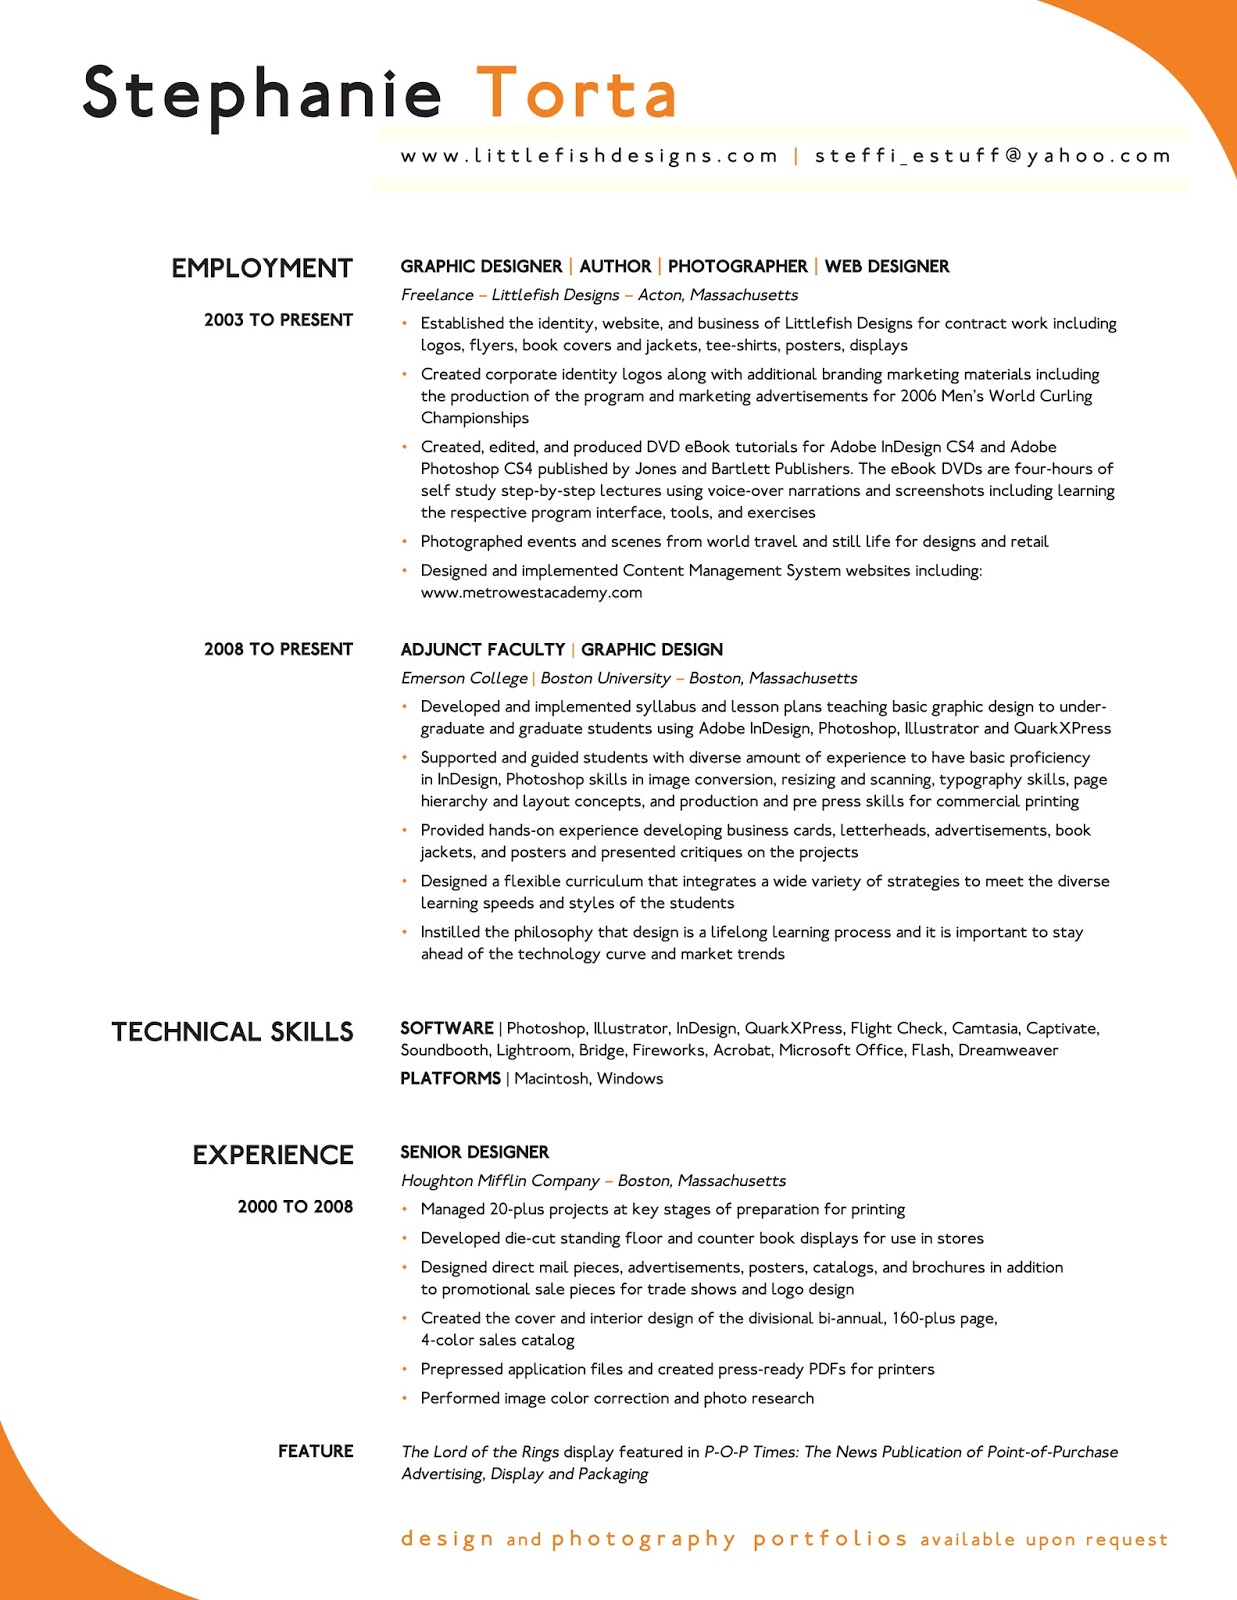 Stephanie Torta
www.littlefishdesigns.com | steffi_estuff@yahoo.com
EMPLOYMENT
GRAPHIC DESIGNER | AUTHOR | PHOTOGRAPHER | WEB DESIGNER
Freelance – Littlefish Designs – Acton, Massachusetts
2003 TO PRESENT
• Established the identity, website, and business of Littlefish Designs for contract work including
logos, flyers, book covers and jackets, tee-shirts, posters, displays
• Created corporate identity logos along with additional branding marketing materials including
the production of the program and marketing advertisements for 2006 Men's World Curling
Championships
• Created, edited, and produced DVD eBook tutorials for Adobe InDesign CS4 and Adobe
Photoshop CS4 published by Jones and Bartlett Publishers. The eBook DVDs are four-hours of
self study step-by-step lectures using voice-over narrations and screenshots including learning
the respective program interface, tools, and exercises
• Photographed events and scenes from world travel and still life for designs and retail
• Designed and implemented Content Management System websites including:
www.metrowestacademy.com
2008 TO PRESENT
ADJUNCT FACULTY | GRAPHIC DESIGN
Emerson College | Boston University – Boston, Massachusetts
• Developed and implemented syllabus and lesson plans teaching basic graphic design to under-
graduate and graduate students using Adobe InDesign, Photoshop, Illustrator and QuarkXPress
• Supported and guided students with diverse amount of experience to have basic proficiency
in InDesign, Photoshop skills in image conversion, resizing and scanning, typography skills, page
hierarchy and layout concepts, and production and pre press skills for commercial printing
• Provided hands-on experience developing business cards, letterheads, advertisements, book
jackets, and posters and presented critiques on the projects
• Designed a flexible curriculum that integrates a wide variety of strategies to meet the diverse
learning speeds and styles of the students
• Instilled the philosophy that design is a lifelong learning process and it is important to stay
ahead of the technology curve and market trends
TECHNICAL SKILLS
SOFTWARE | Photoshop, Illustrator, InDesign, QuarkXPress, Flight Check, Camtasia, Captivate,
Soundbooth, Lightroom, Bridge, Fireworks, Acrobat, Microsoft Office, Flash, Dreamweaver
PLATFORMS | Macintosh, Windows
EXPERIENCE
SENIOR DESIGNER
Houghton Mifflin Company – Boston, Massachusetts
2000 TO 2008
• Managed 20-plus projects at key stages of preparation for printing
• Developed die-cut standing floor and counter book displays for use in stores
• Designed direct mail pieces, advertisements, posters, catalogs, and brochures in addition
to promotional sale pieces for trade shows and logo design
• Created the cover and interior design of the divisional bi-annual, 160-plus page,
4-color sales catalog
• Prepressed application files and created press-ready PDFs for printers
• Performed image color correction and photo research
FEATURE
The Lord of the Rings display featured in P-O-P Times: The News Publication of Point-of-Purchase
Advertising, Display and Packaging
design and photography portfolios available upon request